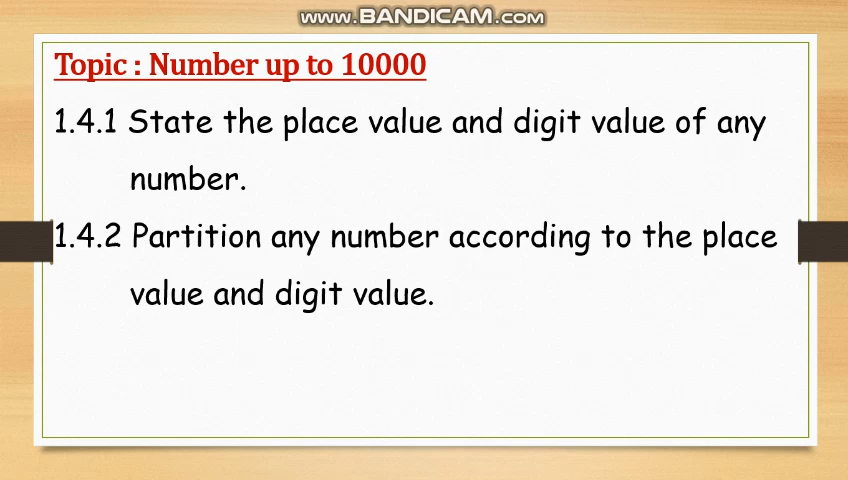 www.BANDICAM.com
Topic : Number up to 10000
1.4.1 State the place value and digit value of any
number.
1.4.2 Partition any number according to the place
value and digit value.